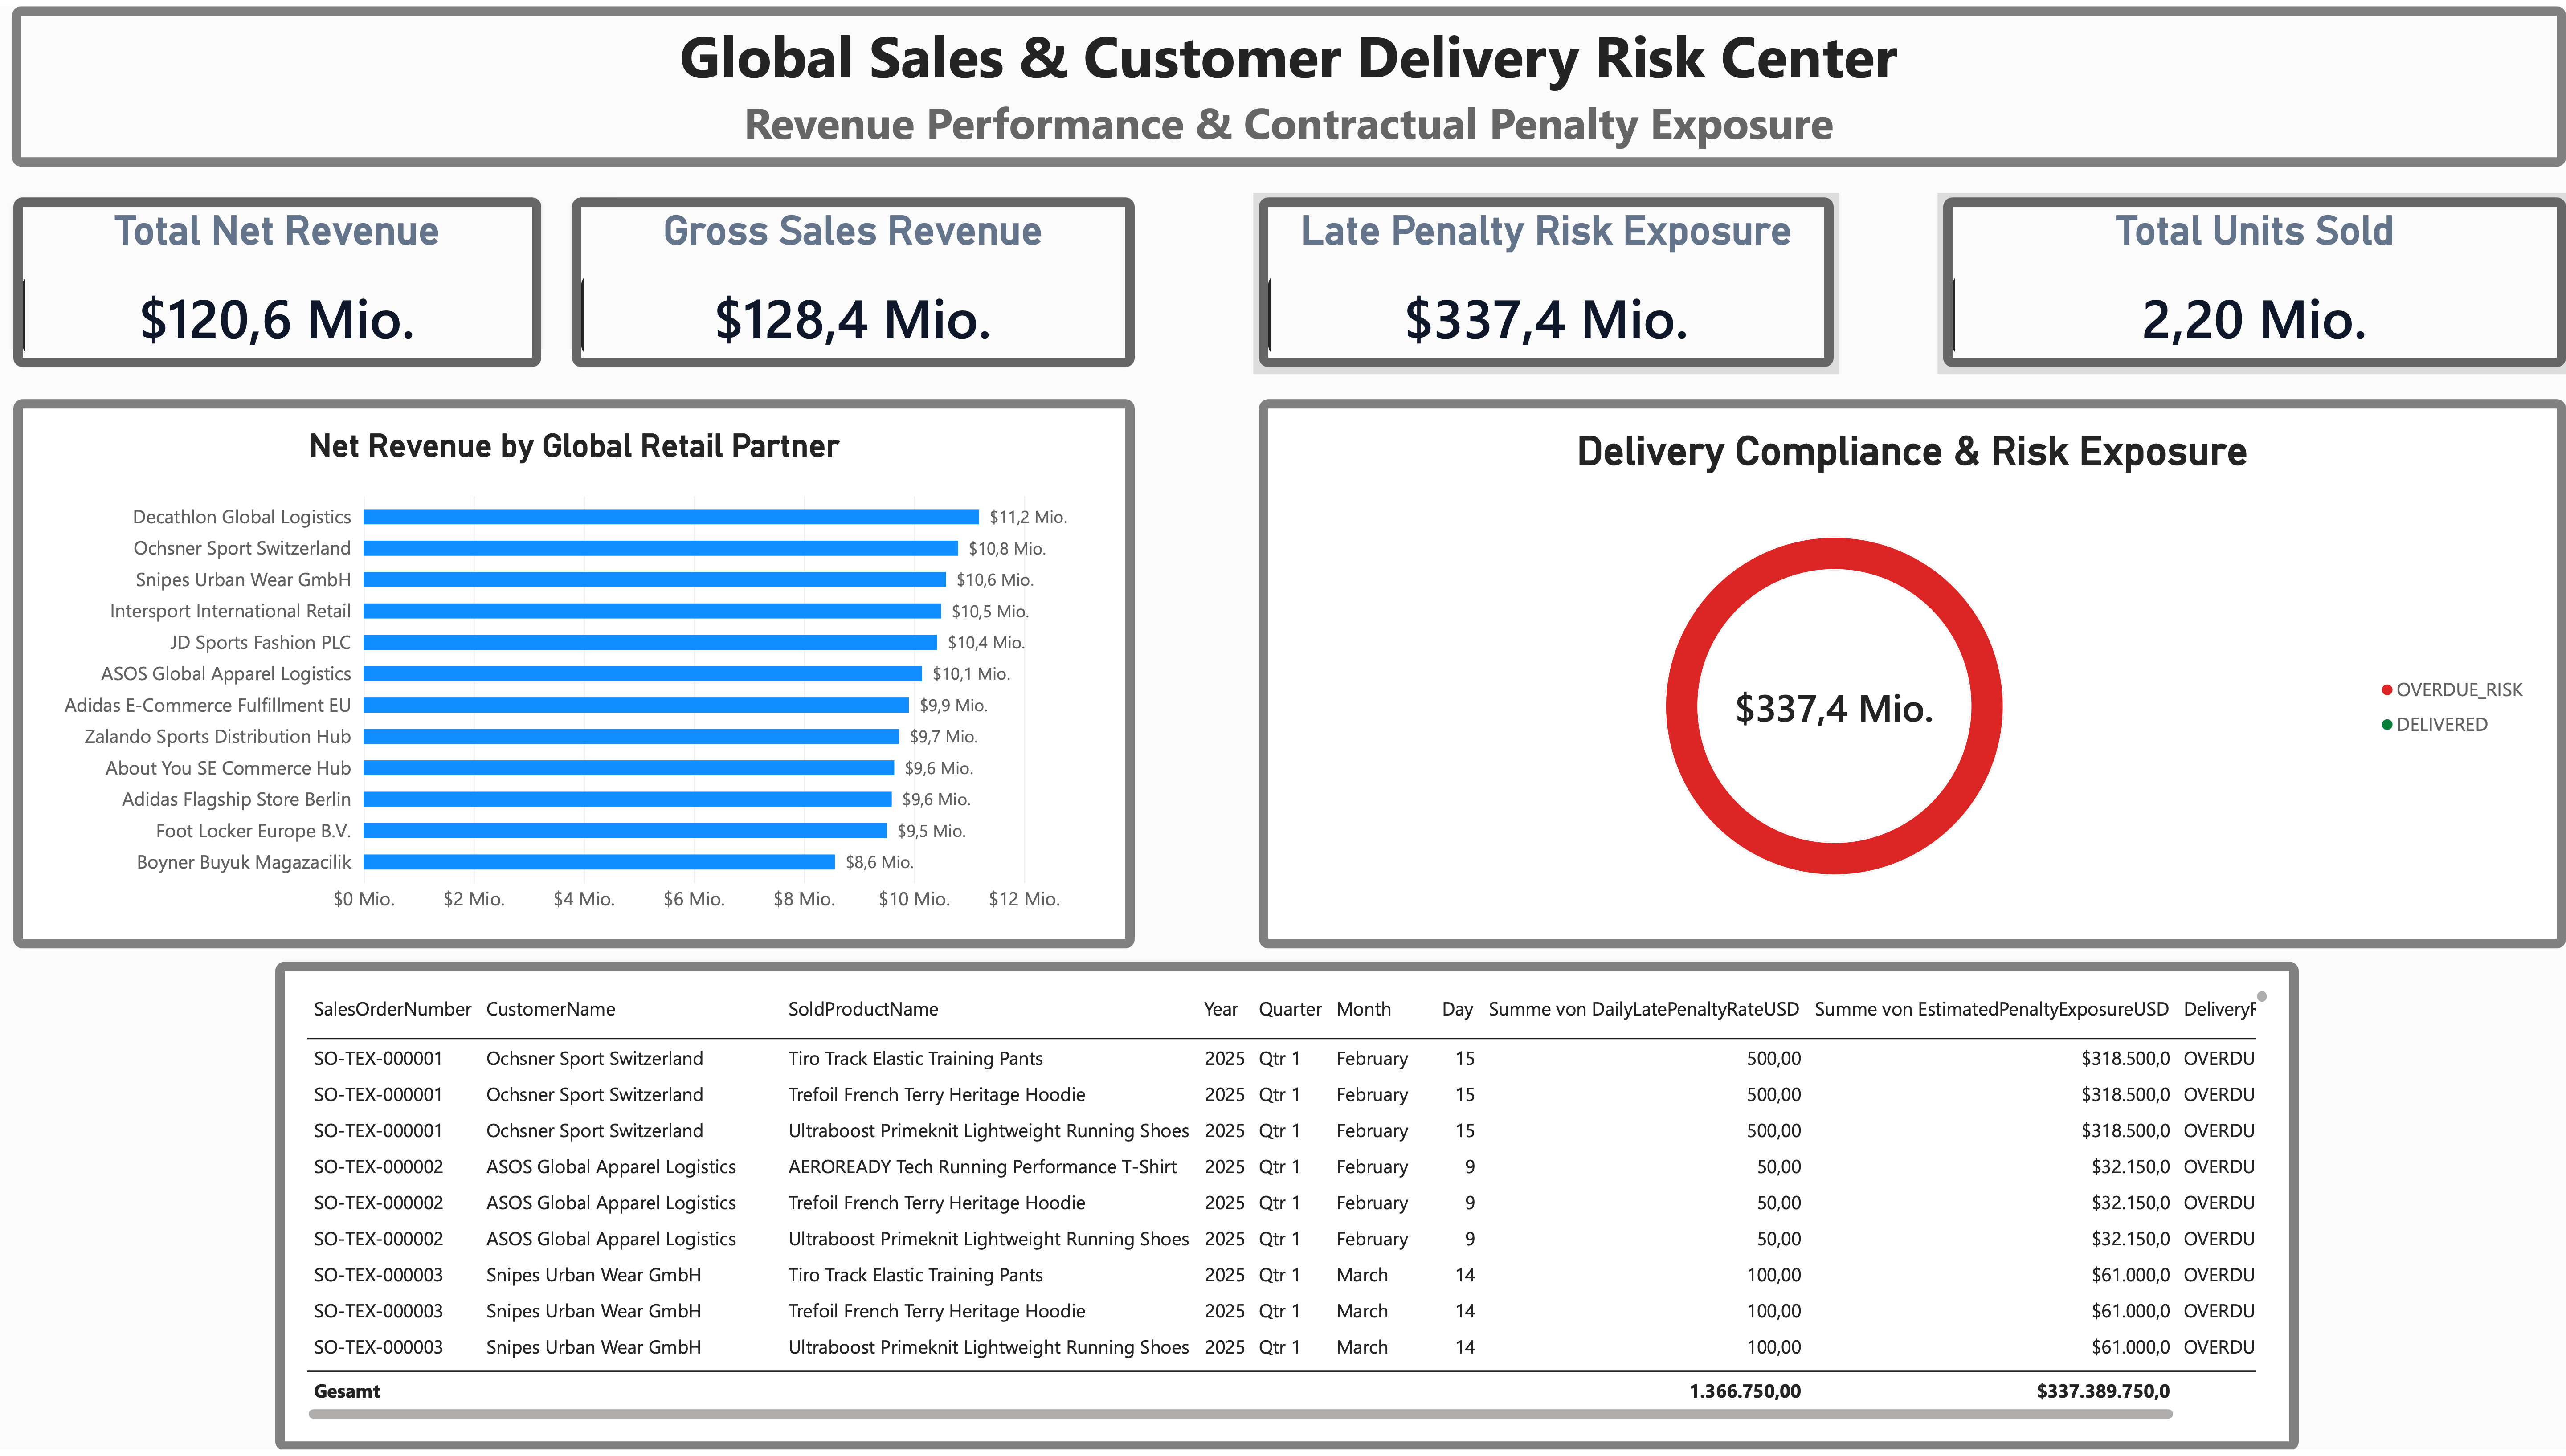 Global Sales & Customer Delivery Risk Center
Revenue Performance & Contractual Penalty Exposure
Total Net Revenue
$120,6 Mio.
Gross Sales Revenue
$128,4 Mio.
Late Penalty Risk Exposure
$337,4 Mio.
Total Units Sold
2,20 Mio.
Net Revenue by Global Retail Partner
Decathlon Global Logistics $11,2 Mio.
Ochsner Sport Switzerland $10,8 Mio.
Snipes Urban Wear GmbH $10,6 Mio.
Intersport International Retail $10,5 Mio.
JD Sports Fashion PLC $10,4 Mio.
ASOS Global Apparel Logistics $10,1 Mio.
Adidas E-Commerce Fulfillment EU $9,9 Mio.
Zalando Sports Distribution Hub $9,7 Mio.
About You SE Commerce Hub $9,6 Mio.
Adidas Flagship Store Berlin $9,6 Mio.
Foot Locker Europe B.V. $9,5 Mio.
Boyner Buyuk Magazacilik $8,6 Mio.
$0 Mio. $2 Mio. $4 Mio. $6 Mio. $8 Mio. $10 Mio. $12 Mio.
Delivery Compliance & Risk Exposure
$337,4 Mio.
OVERDUE_RISK
DELIVERED
SalesOrderNumber CustomerName SoldProductName Year Quarter Month Day Summe von DailyLatePenaltyRateUSD Summe von EstimatedPenaltyExposureUSD DeliveryF
SO-TEX-000001 Ochsner Sport Switzerland Tiro Track Elastic Training Pants 2025 Qtr 1 February 15 500,00 $318.500,0 OVERDU
SO-TEX-000001 Ochsner Sport Switzerland Trefoil French Terry Heritage Hoodie 2025 Qtr 1 February 15 500,00 $318.500,0 OVERDU
SO-TEX-000001 Ochsner Sport Switzerland Ultraboost Primeknit Lightweight Running Shoes 2025 Qtr 1 February 15 500,00 $318.500,0 OVERDU
SO-TEX-000002 ASOS Global Apparel Logistics AEROREADY Tech Running Performance T-Shirt 2025 Qtr 1 February 9 50,00 $32.150,0 OVERDU
SO-TEX-000002 ASOS Global Apparel Logistics Trefoil French Terry Heritage Hoodie 2025 Qtr 1 February 9 50,00 $32.150,0 OVERDU
SO-TEX-000002 ASOS Global Apparel Logistics Ultraboost Primeknit Lightweight Running Shoes 2025 Qtr 1 February 9 50,00 $32.150,0 OVERDU
SO-TEX-000003 Snipes Urban Wear GmbH Tiro Track Elastic Training Pants 2025 Qtr 1 March 14 100,00 $61.000,0 OVERDU
SO-TEX-000003 Snipes Urban Wear GmbH Trefoil French Terry Heritage Hoodie 2025 Qtr 1 March 14 100,00 $61.000,0 OVERDU
SO-TEX-000003 Snipes Urban Wear GmbH Ultraboost Primeknit Lightweight Running Shoes 2025 Qtr 1 March 14 100,00 $61.000,0 OVERDU
Gesamt 1.366.750,00 $337.389.750,0